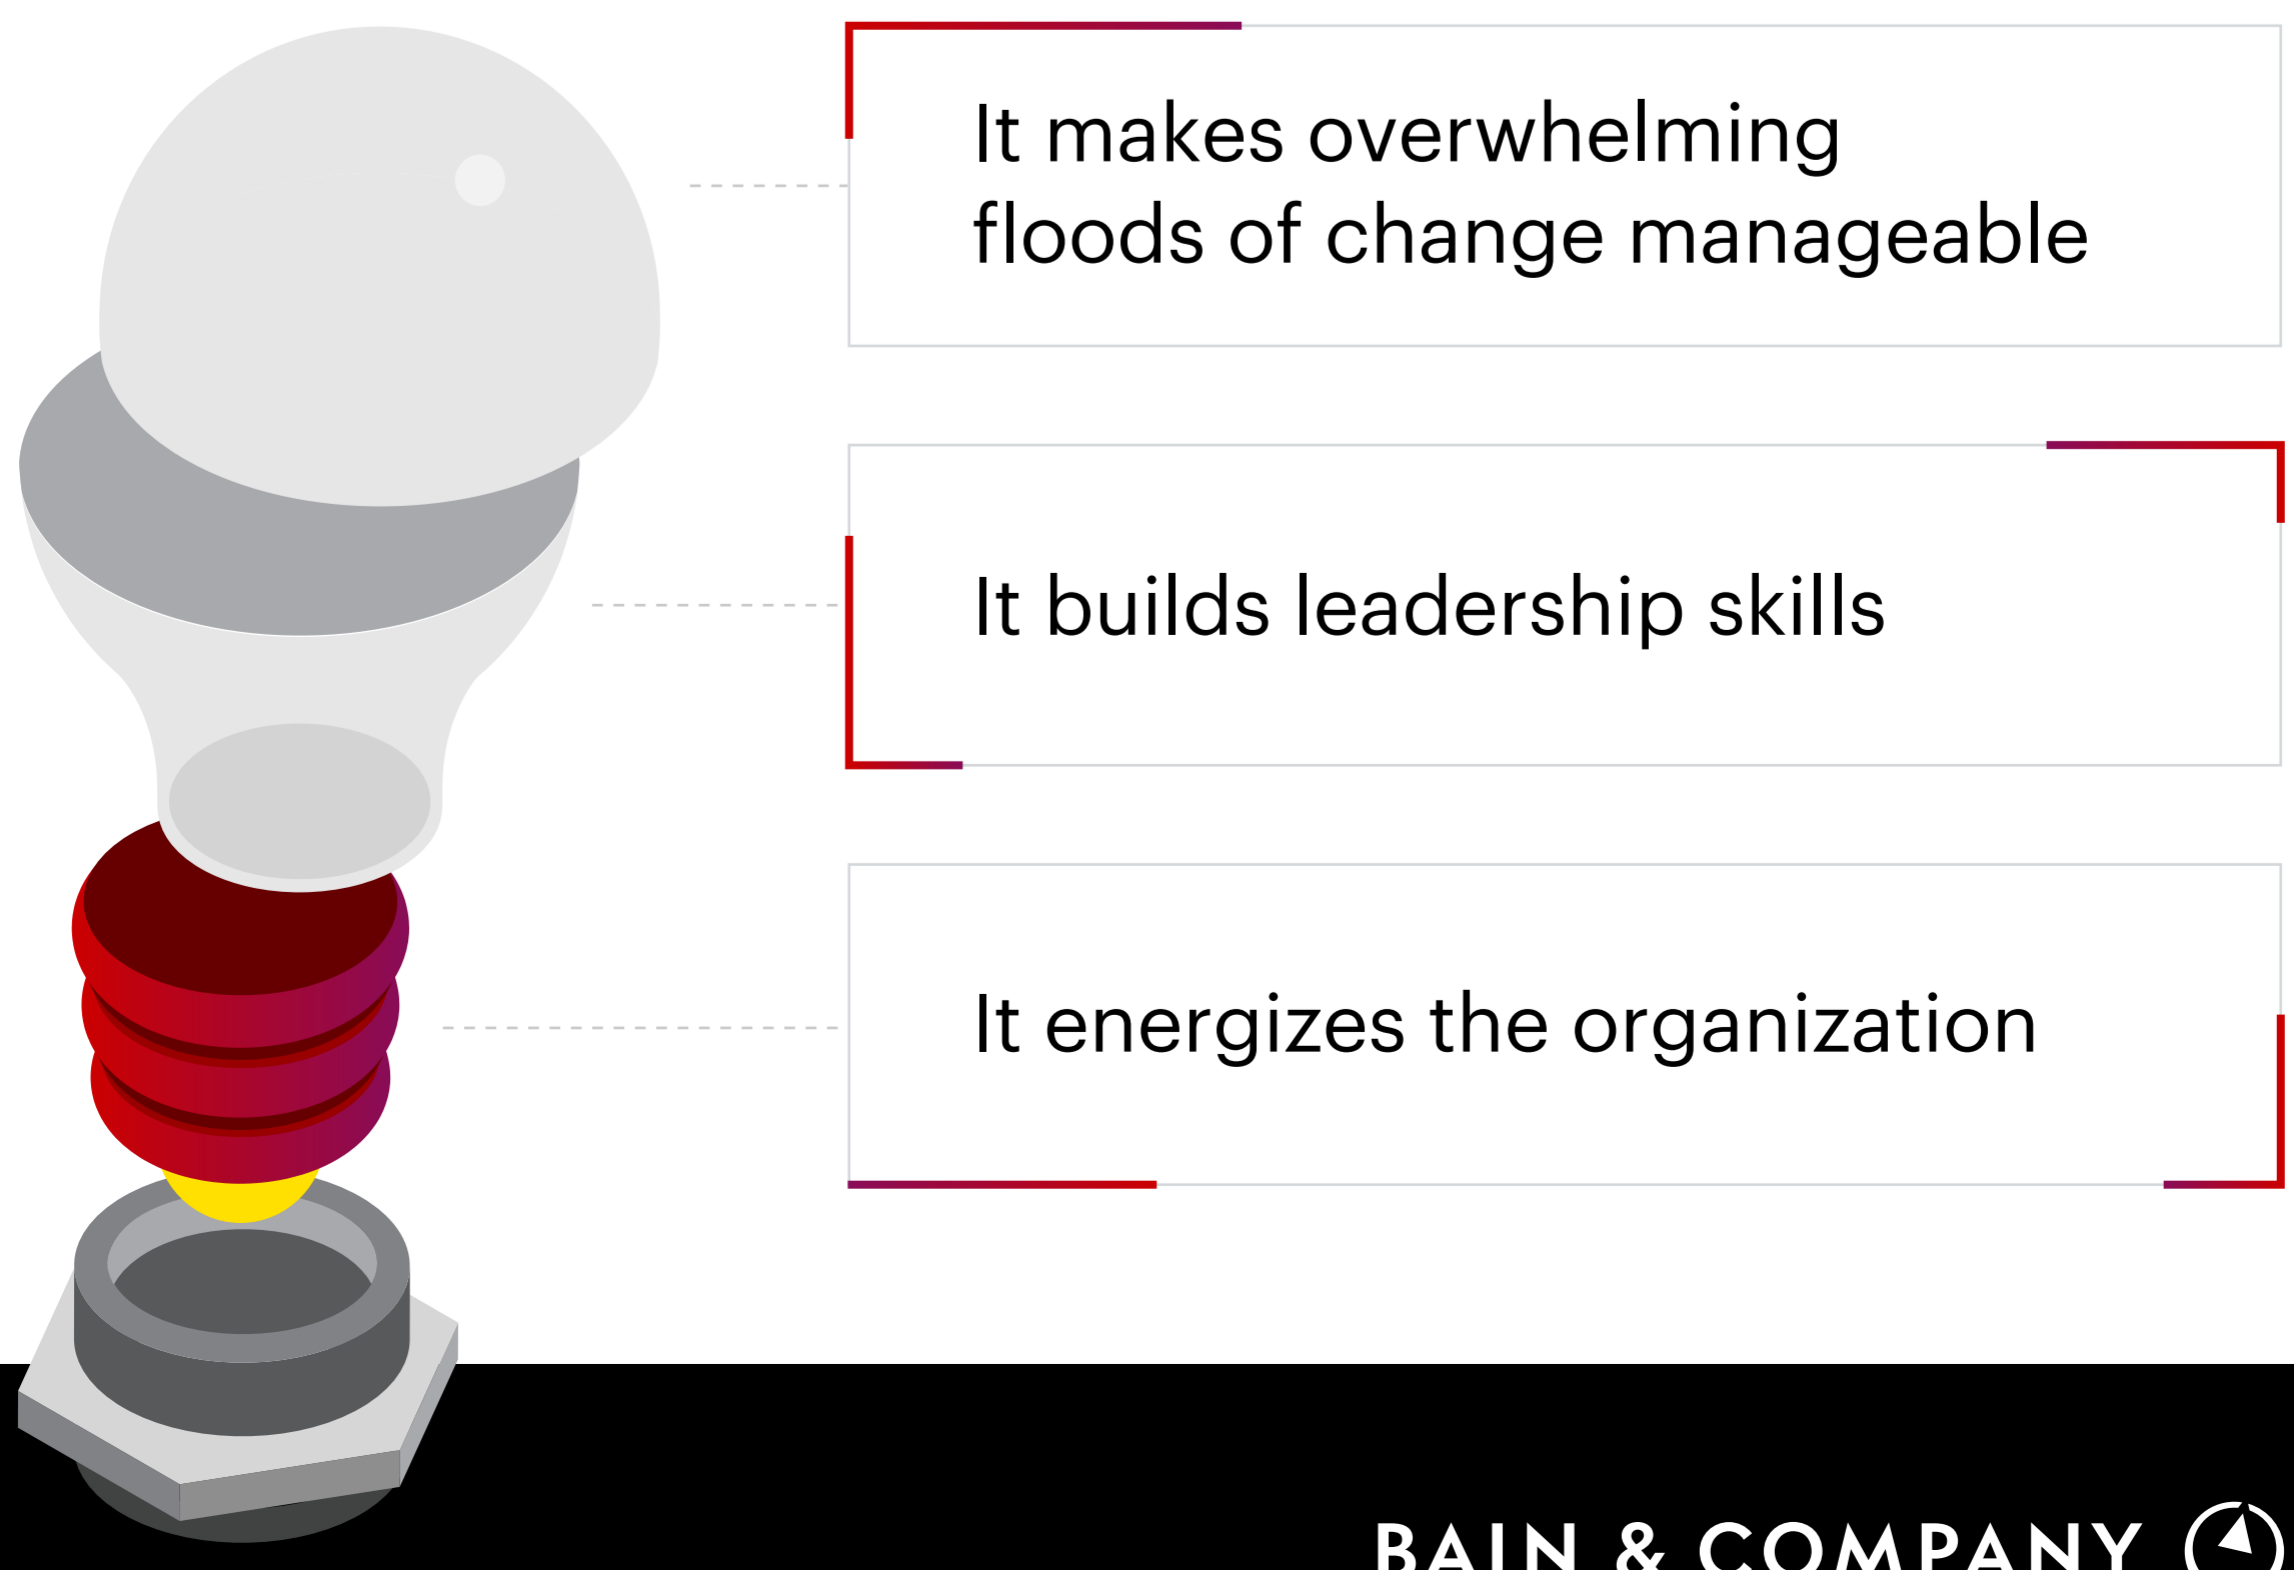 It makes overwhelming
floods of change manageable
It builds leadership skills
It energizes the organization
BAIN & COMPANY